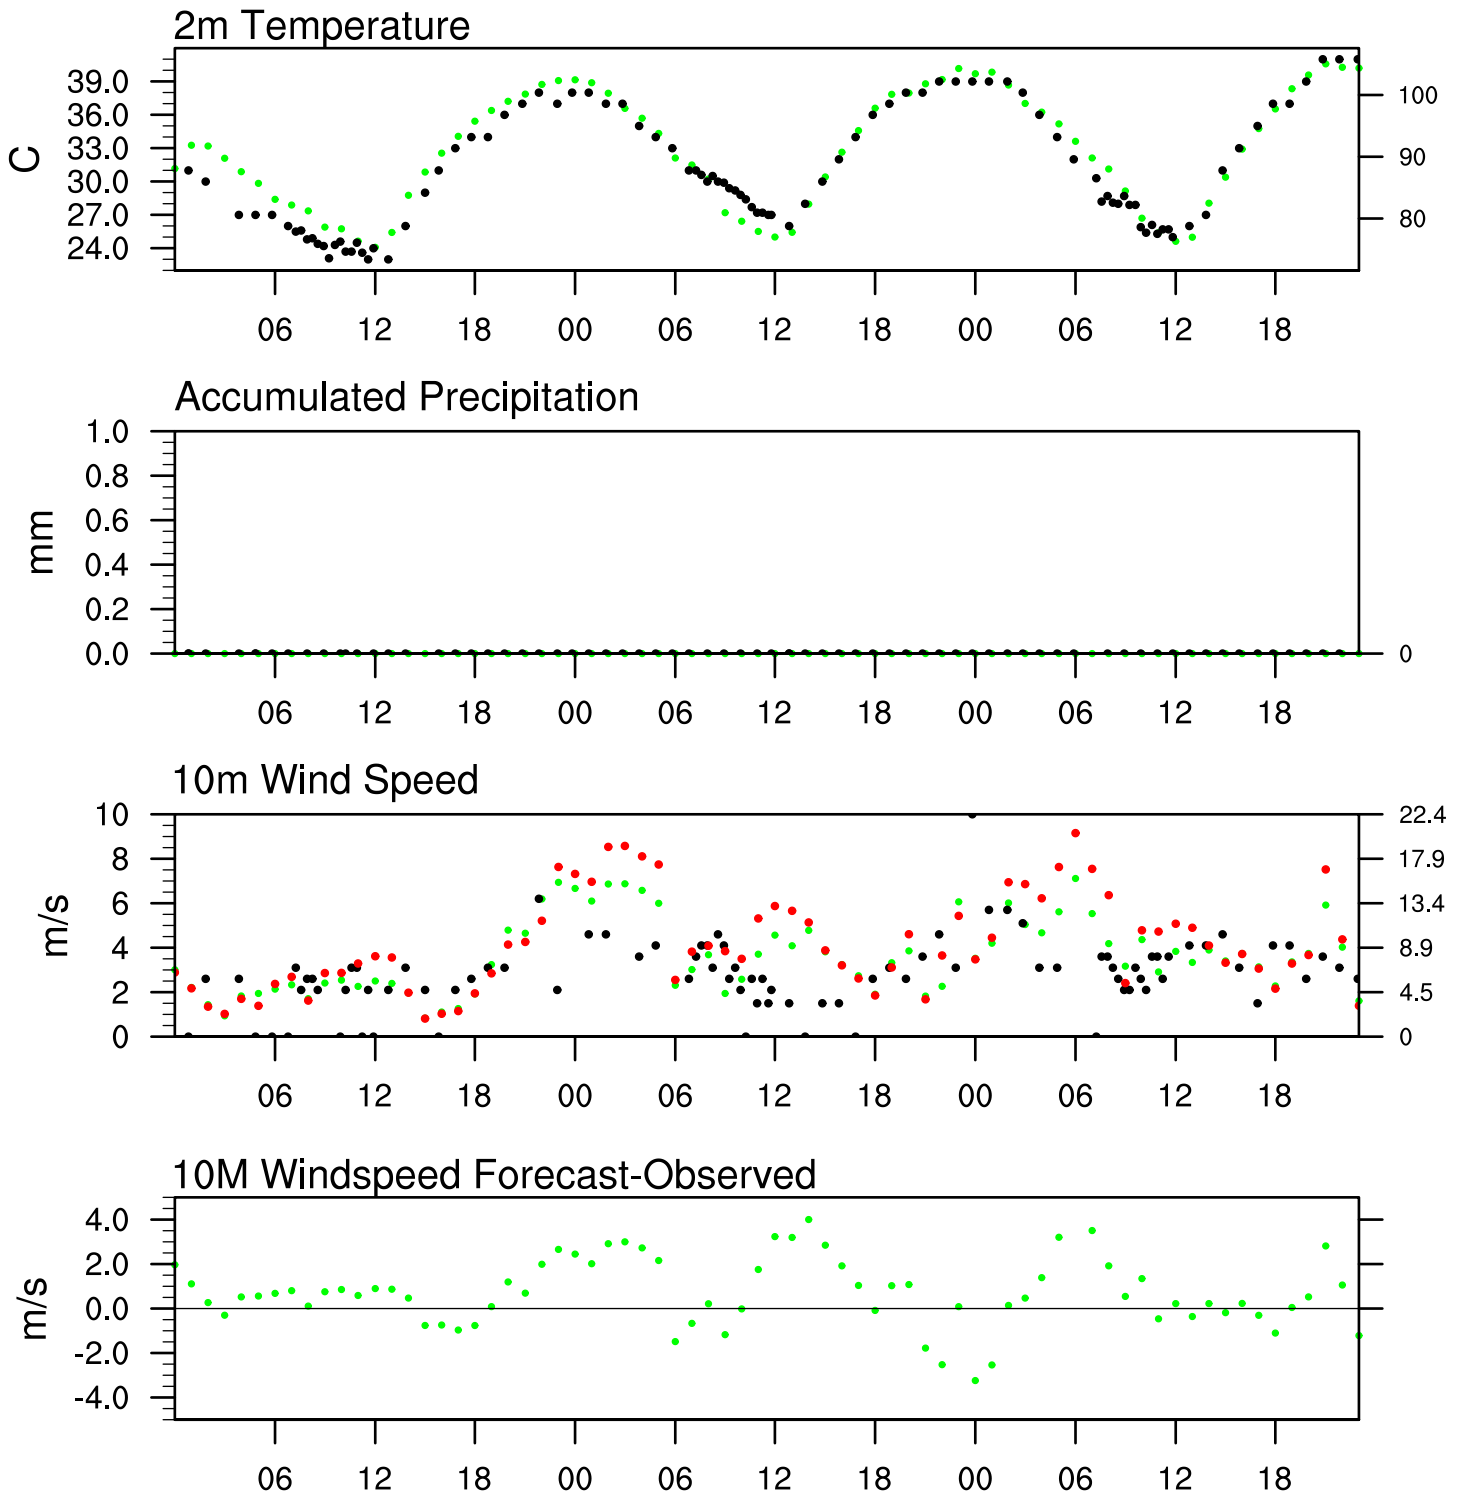 2m Temperature
39.0
36.0
33.0
30.0
27.0
24.0
C
100
90
80
06 12 18 00 06 12 18 00 06 12 18
Accumulated Precipitation
1.0
0.8
0.6
0.4
0.2
0.0
mm
0
06 12 18 00 06 12 18 00 06 12 18
10m Wind Speed
10
8
6
4
2
0
m/s
22.4
17.9
13.4
8.9
4.5
0
06 12 18 00 06 12 18 00 06 12 18
10M Windspeed Forecast-Observed
4.0
2.0
0.0
-2.0
-4.0
m/s
06 12 18 00 06 12 18 00 06 12 18